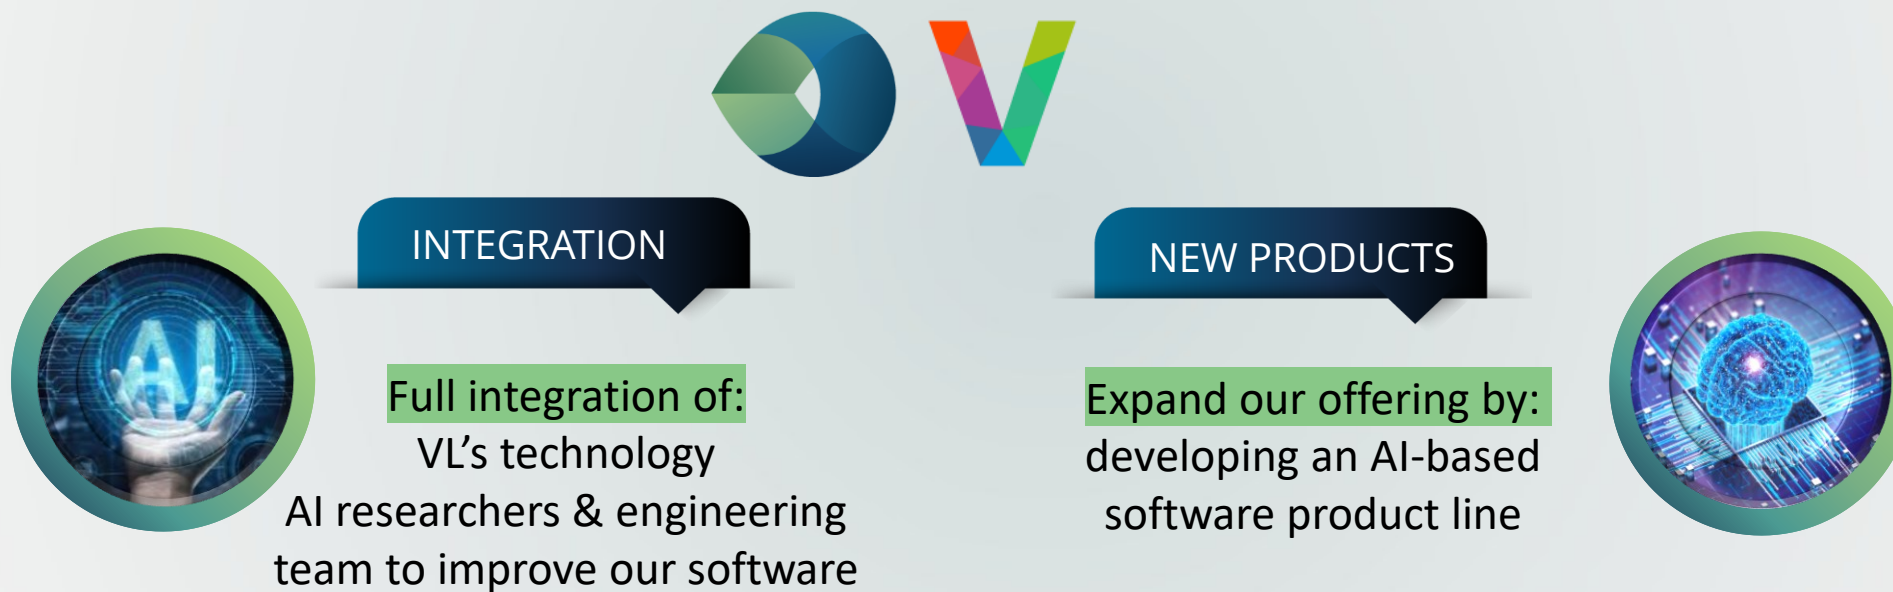 V
INTEGRATION
Full integration of:
VL’s technology
AI researchers & engineering
team to improve our software
AI
NEW PRODUCTS
Expand our offering by:
developing an AI-based
software product line